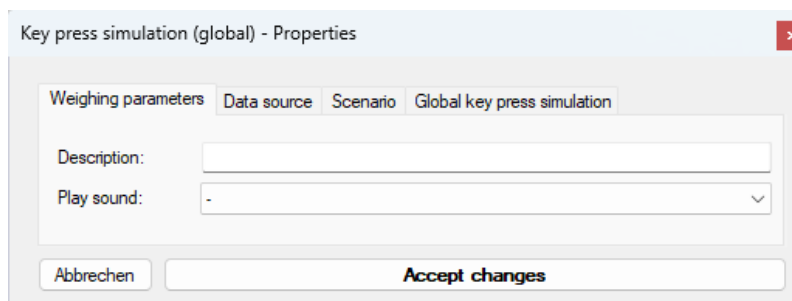 Key press simulation (global) - Properties
Weighing parameters Data source Scenario Global key press simulation
Description:
Play sound: -
Abbrechen Accept changes